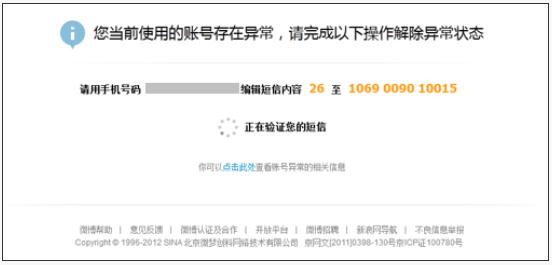 您当前使用的账号存在异常，请完成以下操作解除异常状态
请用手机号码 编辑短信内容 26 至 1069 0090 10015
正在验证您的短信
你可以点击此处查看账号异常的相关信息
微博帮助 | 意见反馈 | 微博认证及合作 | 开放平台 | 微博招聘 | 新浪网导航 | 不良信息举报
Copyright © 1996-2012 SINA 北京微梦创科网络技术有限公司 京网文[2011]0398-130号京ICP证100780号